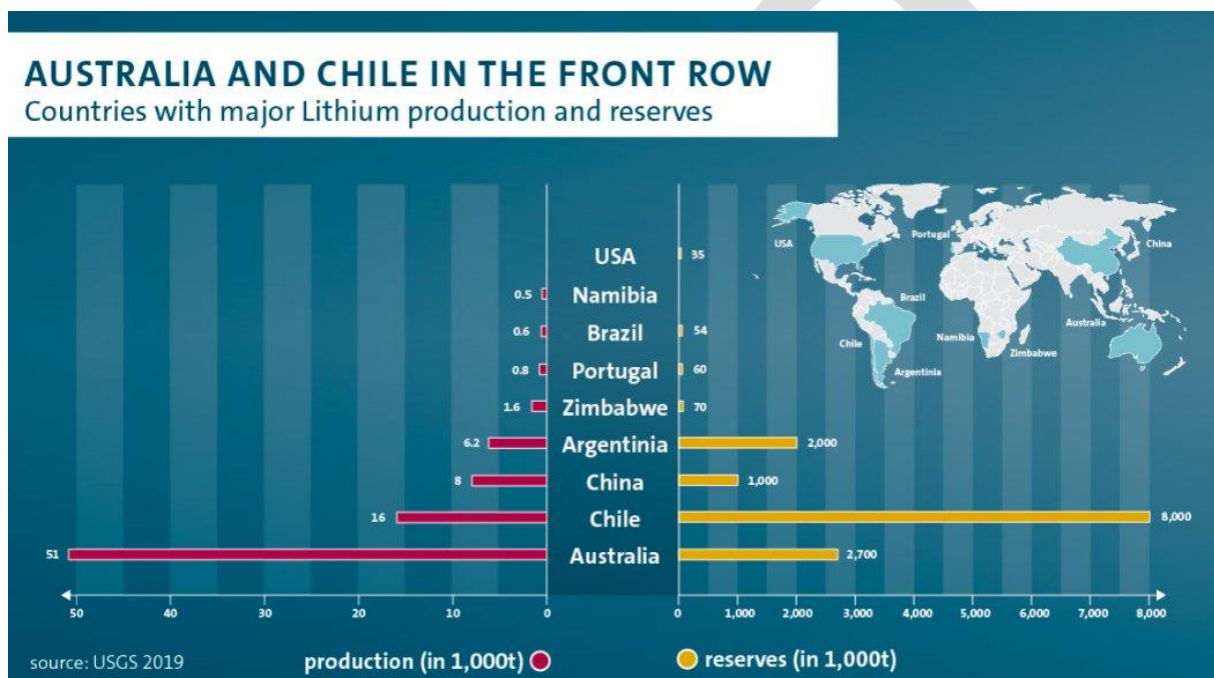 AUSTRALIA AND CHILE IN THE FRONT ROW
Countries with major Lithium production and reserves
USA 35
0.5 Namibia
0.6 Brazil 54
0.8 Portugal 60
1.6 Zimbabwe 70
6.2 Argentinia 2,000
8 China 1,000
16 Chile 8,000
51 Australia 2,700
50 40 30 20 10 0
0 1,000 2,000 3,000 4,000 5,000 6,000 7,000 8,000
USA
Portugal
China
Brazil
Chile
Namibia
Australia
Zimbabwe
Argentinia
source: USGS 2019
production (in 1,000t)
reserves (in 1,000t)